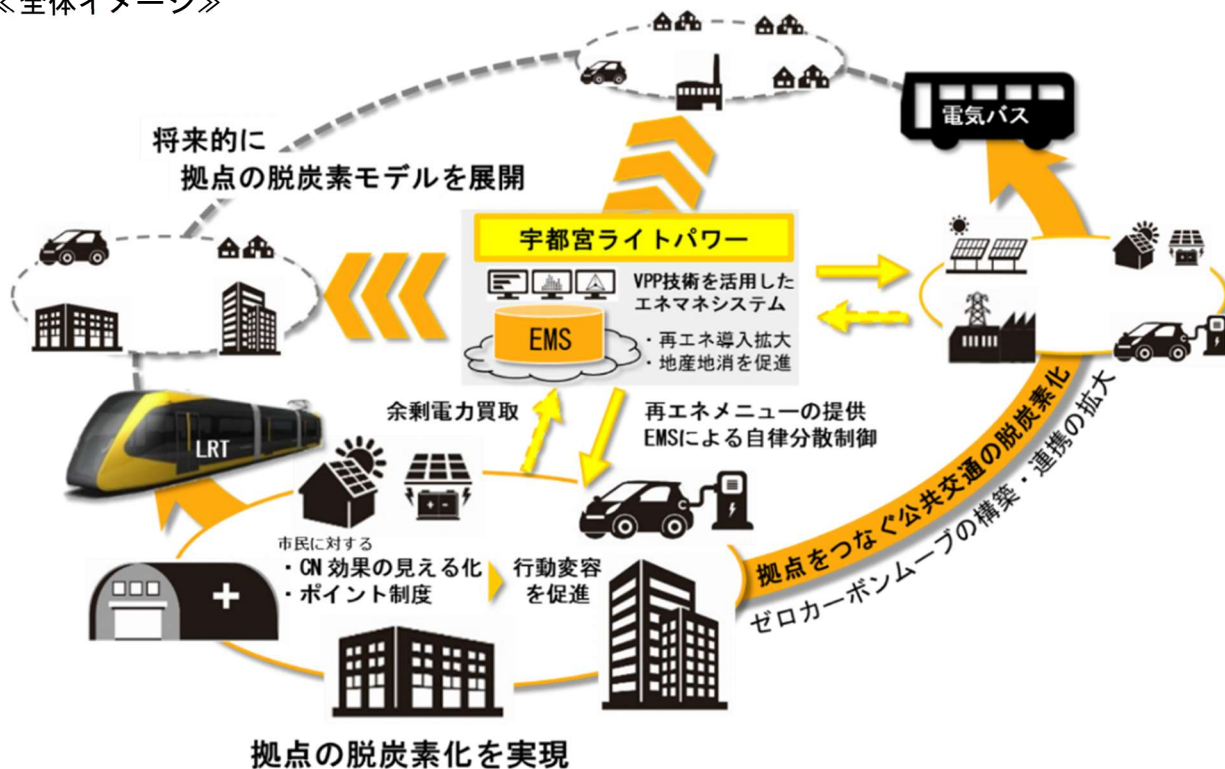 ≪全体イメージ≫
電気バス
将来的に
拠点の脱炭素モデルを展開
宇都宮ライトパワー
VPP技術を活用した
エネマネシステム
EMS
・再エネ導入拡大
・地産地消を促進
余剰電力買取
再エネメニューの提供
EMSによる自律分散制御
LRT
市民に対する
・CN効果の見える化
・ポイント制度
行動変容
を促進
拠点をつなぐ公共交通の脱炭素化
ゼロカーボンムーブの構築・連携の拡大
拠点の脱炭素化を実現